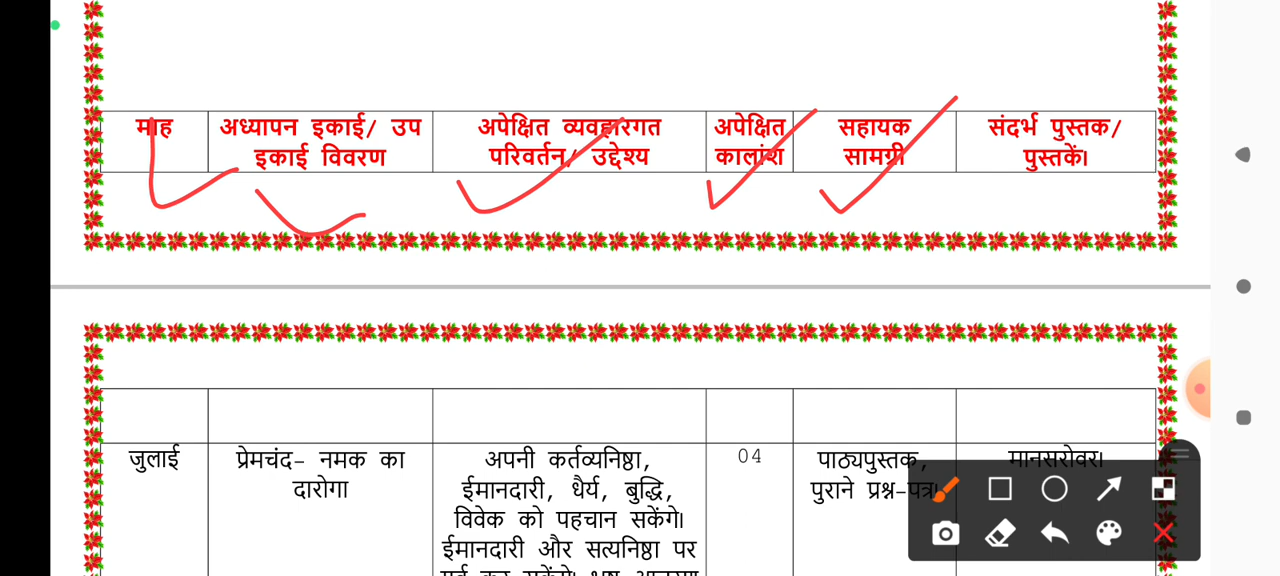 माह
अध्यापन इकाई/ उप
इकाई विवरण
अपेक्षित व्यवहारगत
परिवर्तन/ उद्देश्य
अपेक्षित
कालांश
सहायक
सामग्री
संदर्भ पुस्तक/
पुस्तकें।
जुलाई
प्रेमचंद– नमक का
दारोगा
अपनी कर्तव्यनिष्ठा,
ईमानदारी, धैर्य, बुद्धि,
विवेक को पहचान सकेंगे।
ईमानदारी और सत्यनिष्ठा पर
04
पाठ्यपुस्तक,
पुराने प्रश्न–पत्र।
मानसरोवर।